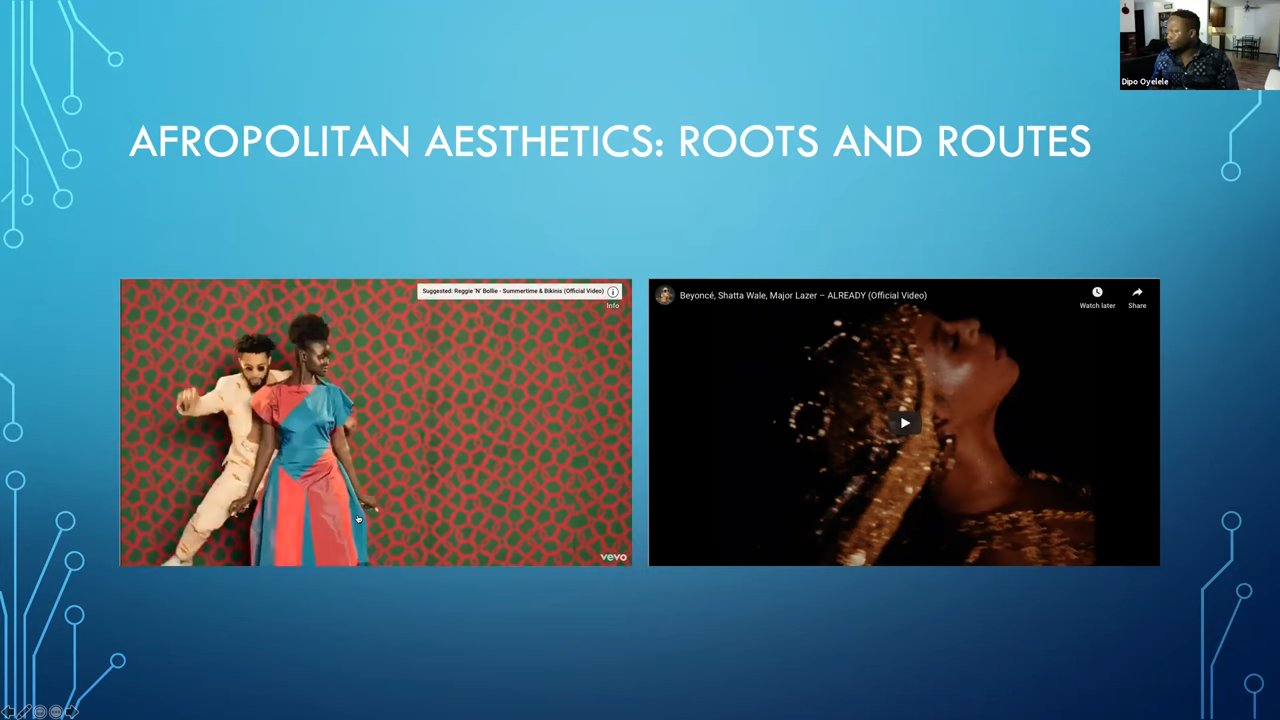 Dipo Oyelele
AFROPOLITAN AESTHETICS: ROOTS AND ROUTES
Suggested: Reggie 'N' Bollie - Summertime & Bikinis (Official Video)
Info
vevo
Beyoncé, Shatta Wale, Major Lazer – ALREADY (Official Video)
Watch later
Share